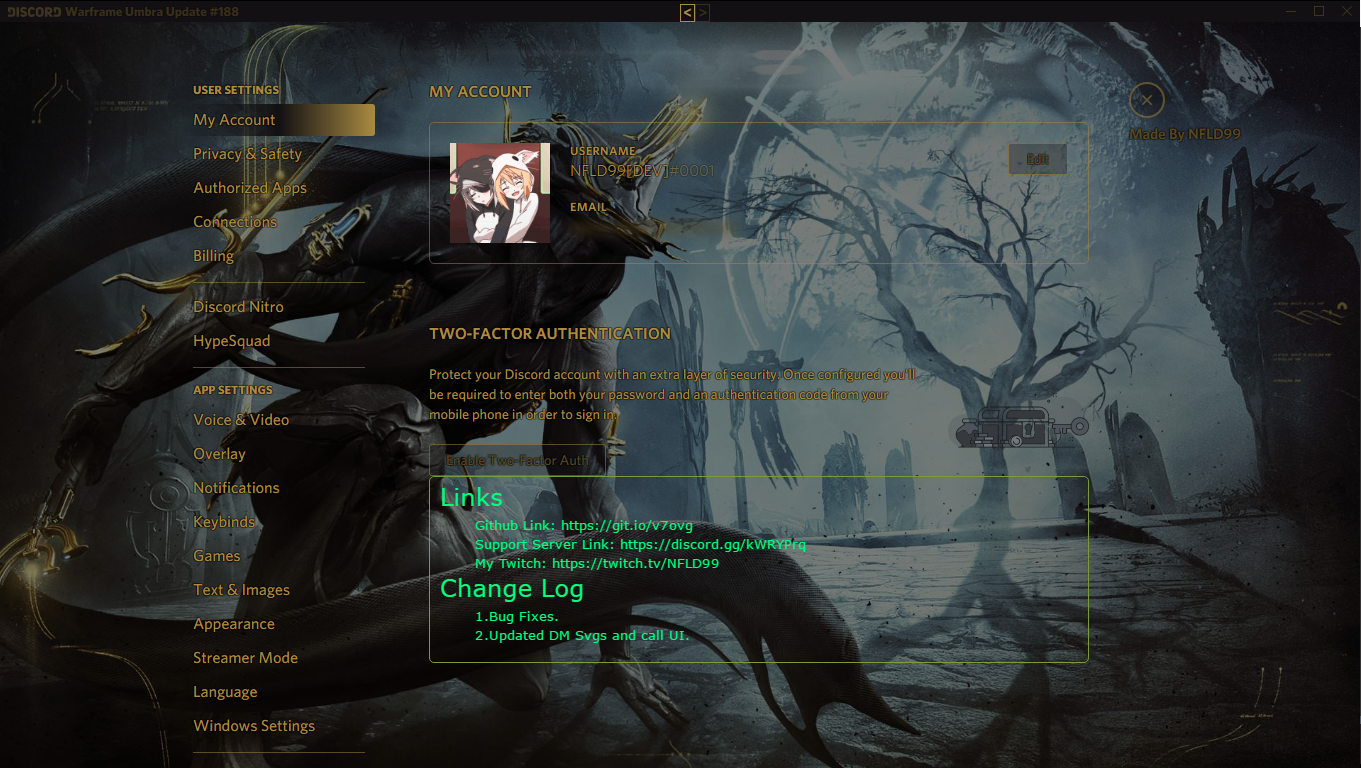 DISCORD Warframe Umbra Update #188
< >
USER SETTINGS
My Account
Privacy & Safety
Authorized Apps
Connections
Billing
Discord Nitro
HypeSquad
APP SETTINGS
Voice & Video
Overlay
Notifications
Keybinds
Games
Text & Images
Appearance
Streamer Mode
Language
Windows Settings
MY ACCOUNT
USERNAME
NFLD99[DEV]#0001
EMAIL
Edit
Made By NFLD99
TWO-FACTOR AUTHENTICATION
Protect your Discord account with an extra layer of security. Once configured you'll
be required to enter both your password and an authentication code from your
mobile phone in order to sign in.
Enable Two-Factor Auth
Links
Github Link: https://git.io/v7ovg
Support Server Link: https://discord.gg/kWRYPrq
My Twitch: https://twitch.tv/NFLD99
Change Log
1.Bug Fixes.
2.Updated DM Svgs and call UI.